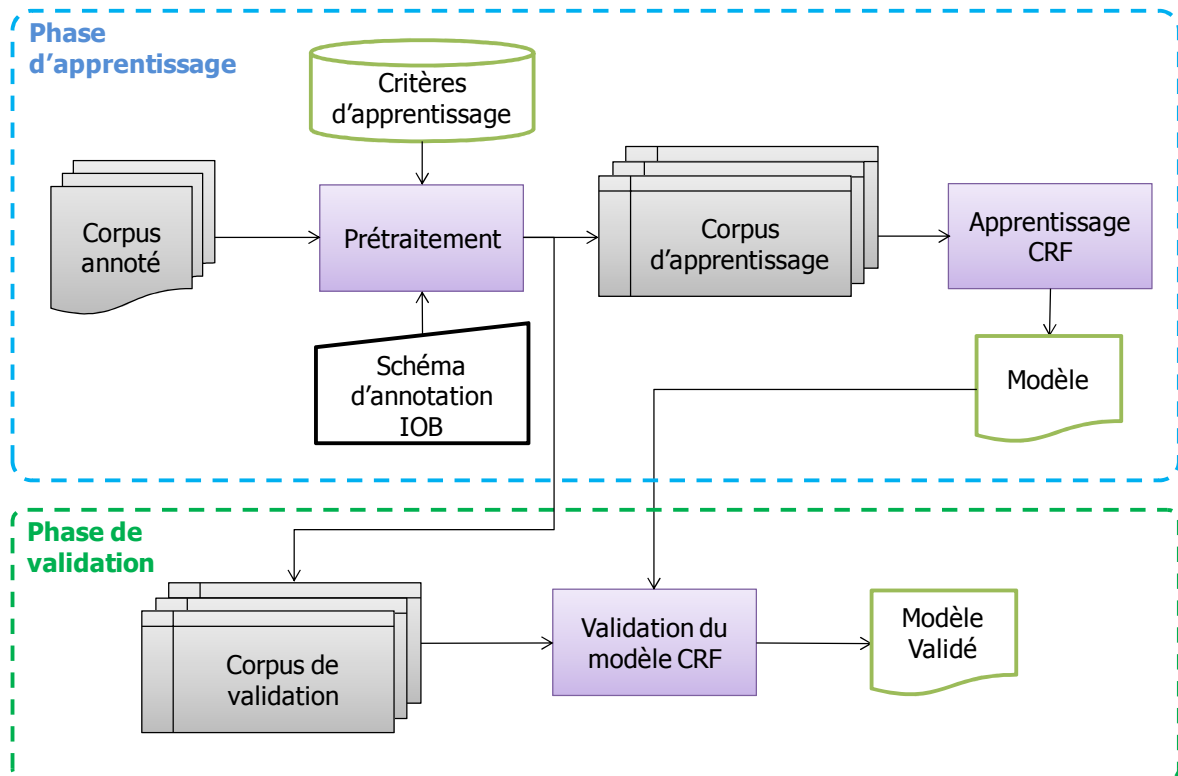 Phase
d’apprentissage
Critères
d’apprentissage
Corpus
annoté
Prétraitement
Corpus
d’apprentissage
Apprentissage
CRF
Schéma
d’annotation
IOB
Modèle
Phase de
validation
Corpus de
validation
Validation du
modèle CRF
Modèle
Validé